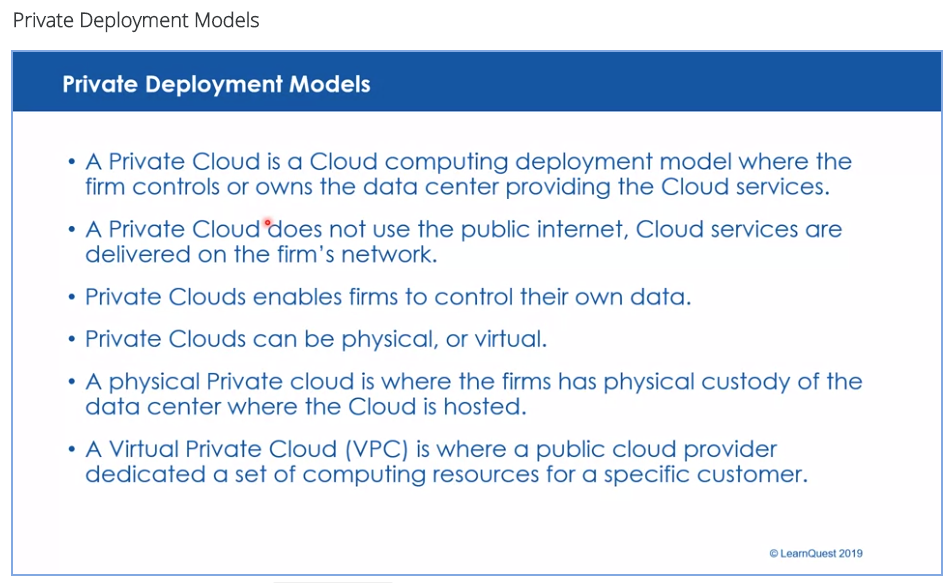 Private Deployment Models
Private Deployment Models
• A Private Cloud is a Cloud computing deployment model where the
firm controls or owns the data center providing the Cloud services.
• A Private Cloud does not use the public internet, Cloud services are
delivered on the firm's network.
• Private Clouds enables firms to control their own data.
• Private Clouds can be physical, or virtual.
• A physical Private cloud is where the firms has physical custody of the
data center where the Cloud is hosted.
• A Virtual Private Cloud (VPC) is where a public cloud provider
dedicated a set of computing resources for a specific customer.
© LearnQuest 2019